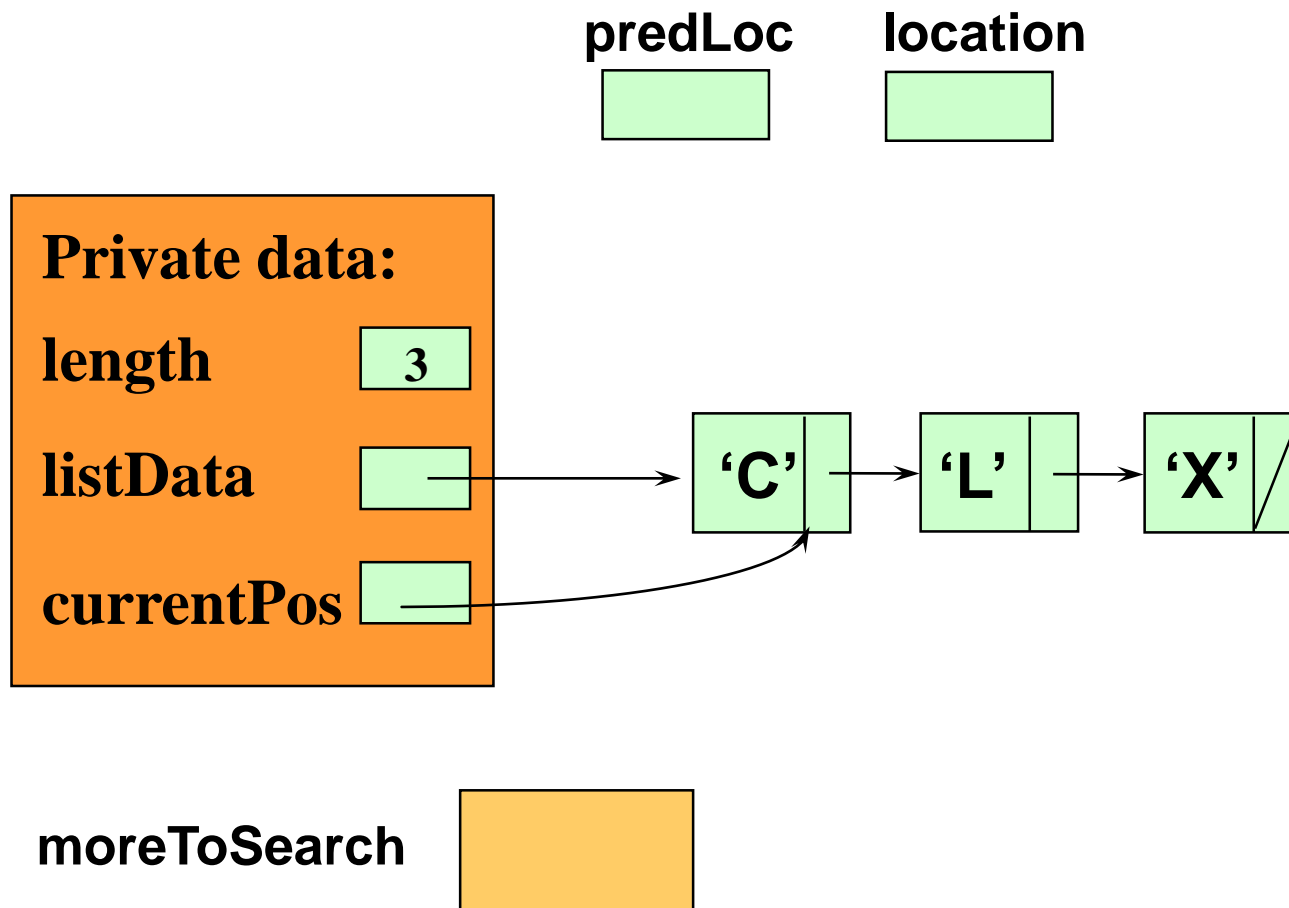 predLoc location
Private data:
length 3
listData
‘C’ ‘L’ ‘X’
currentPos
moreToSearch